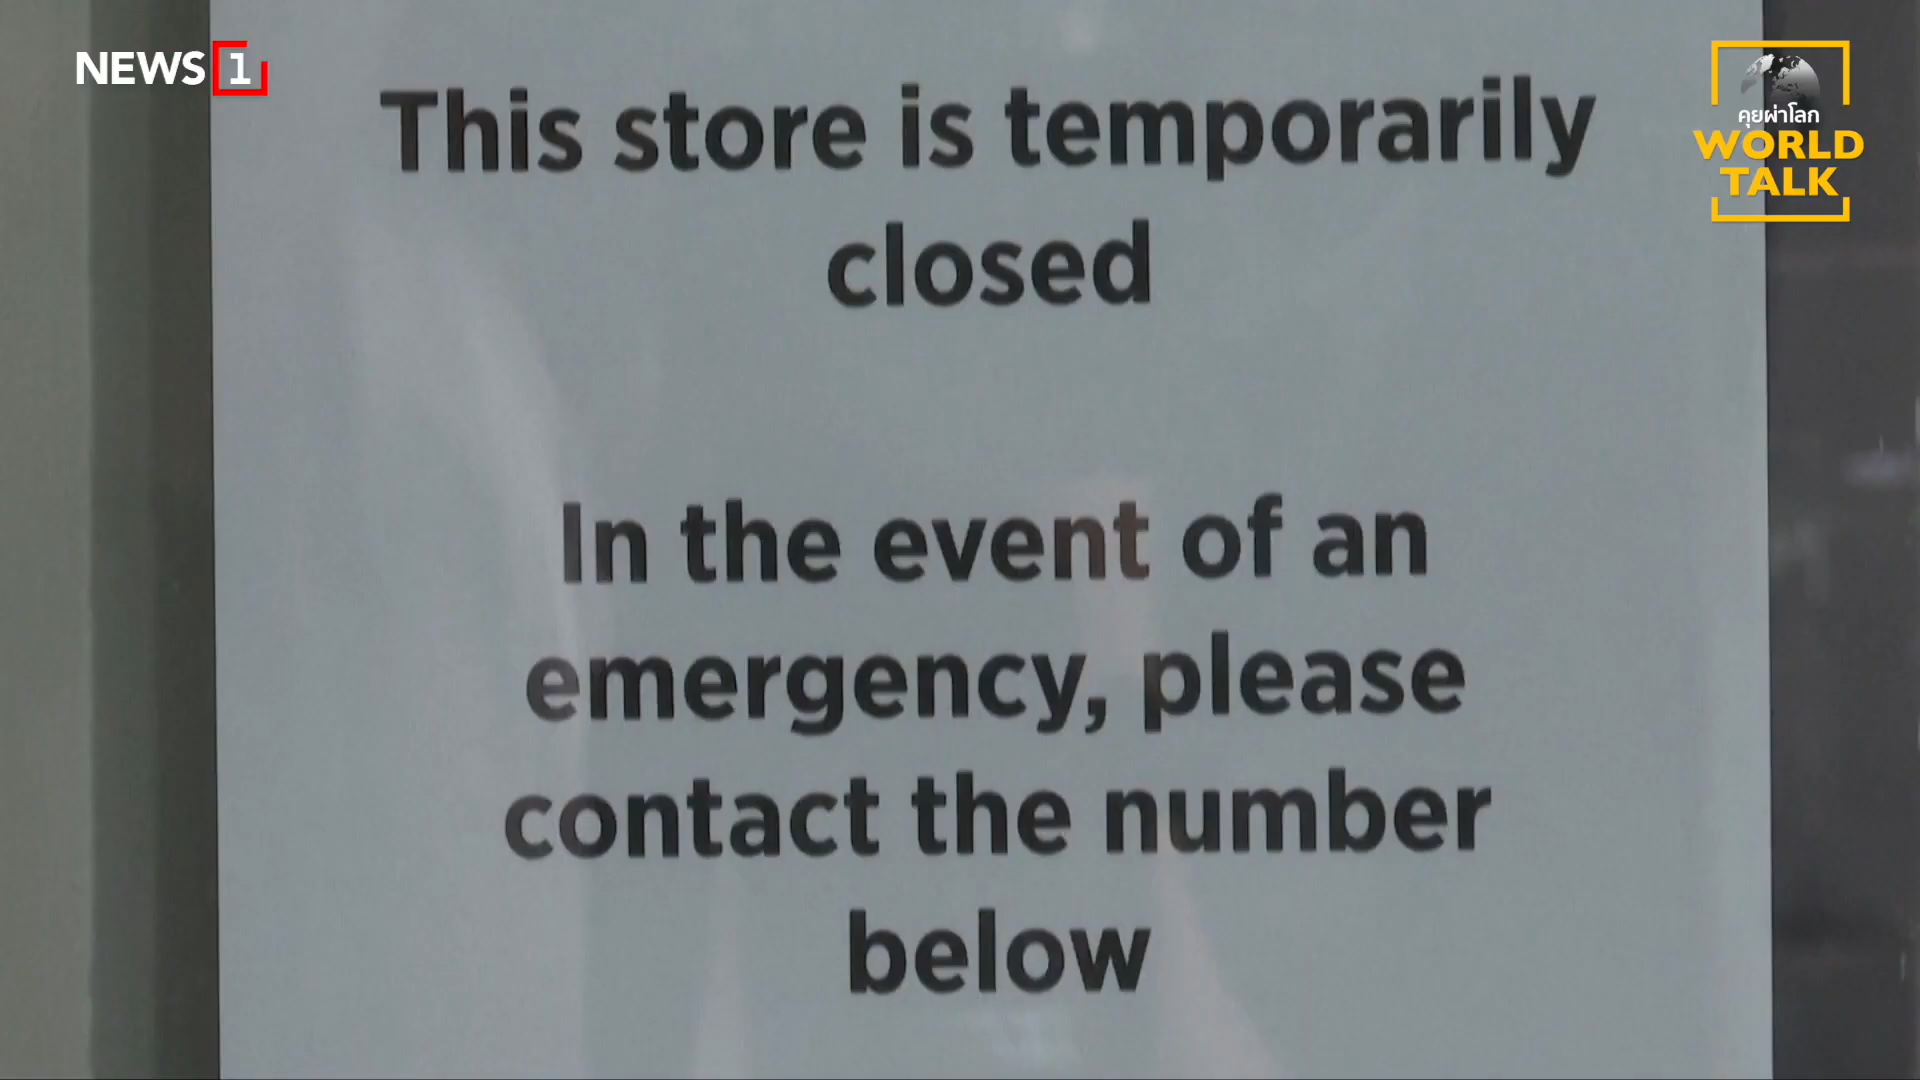 NEWS 1
คุยผ่าโลก
WORLD
TALK
This store is temporarily
closed
In the event of an
emergency, please
contact the number
below